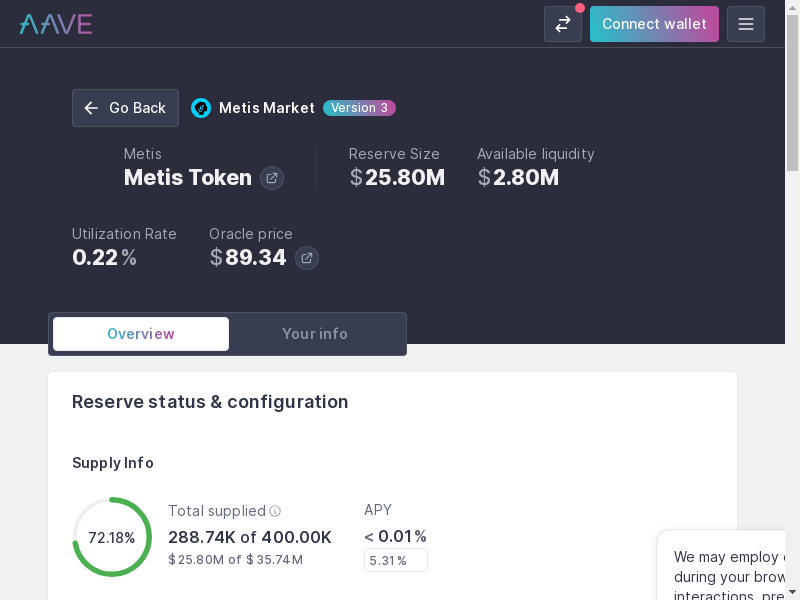 AAVE
Connect wallet
Go Back
Metis Market
Version 3
Metis
Metis Token
Reserve Size
$25.80M
Available liquidity
$2.80M
Utilization Rate
0.22%
Oracle price
$89.34
Overview
Your info
Reserve status & configuration
Supply Info
72.18%
Total supplied
288.74K of 400.00K
$25.80M of $35.74M
APY
< 0.01%
5.31%
We may employ
during your brow
interactions, pre